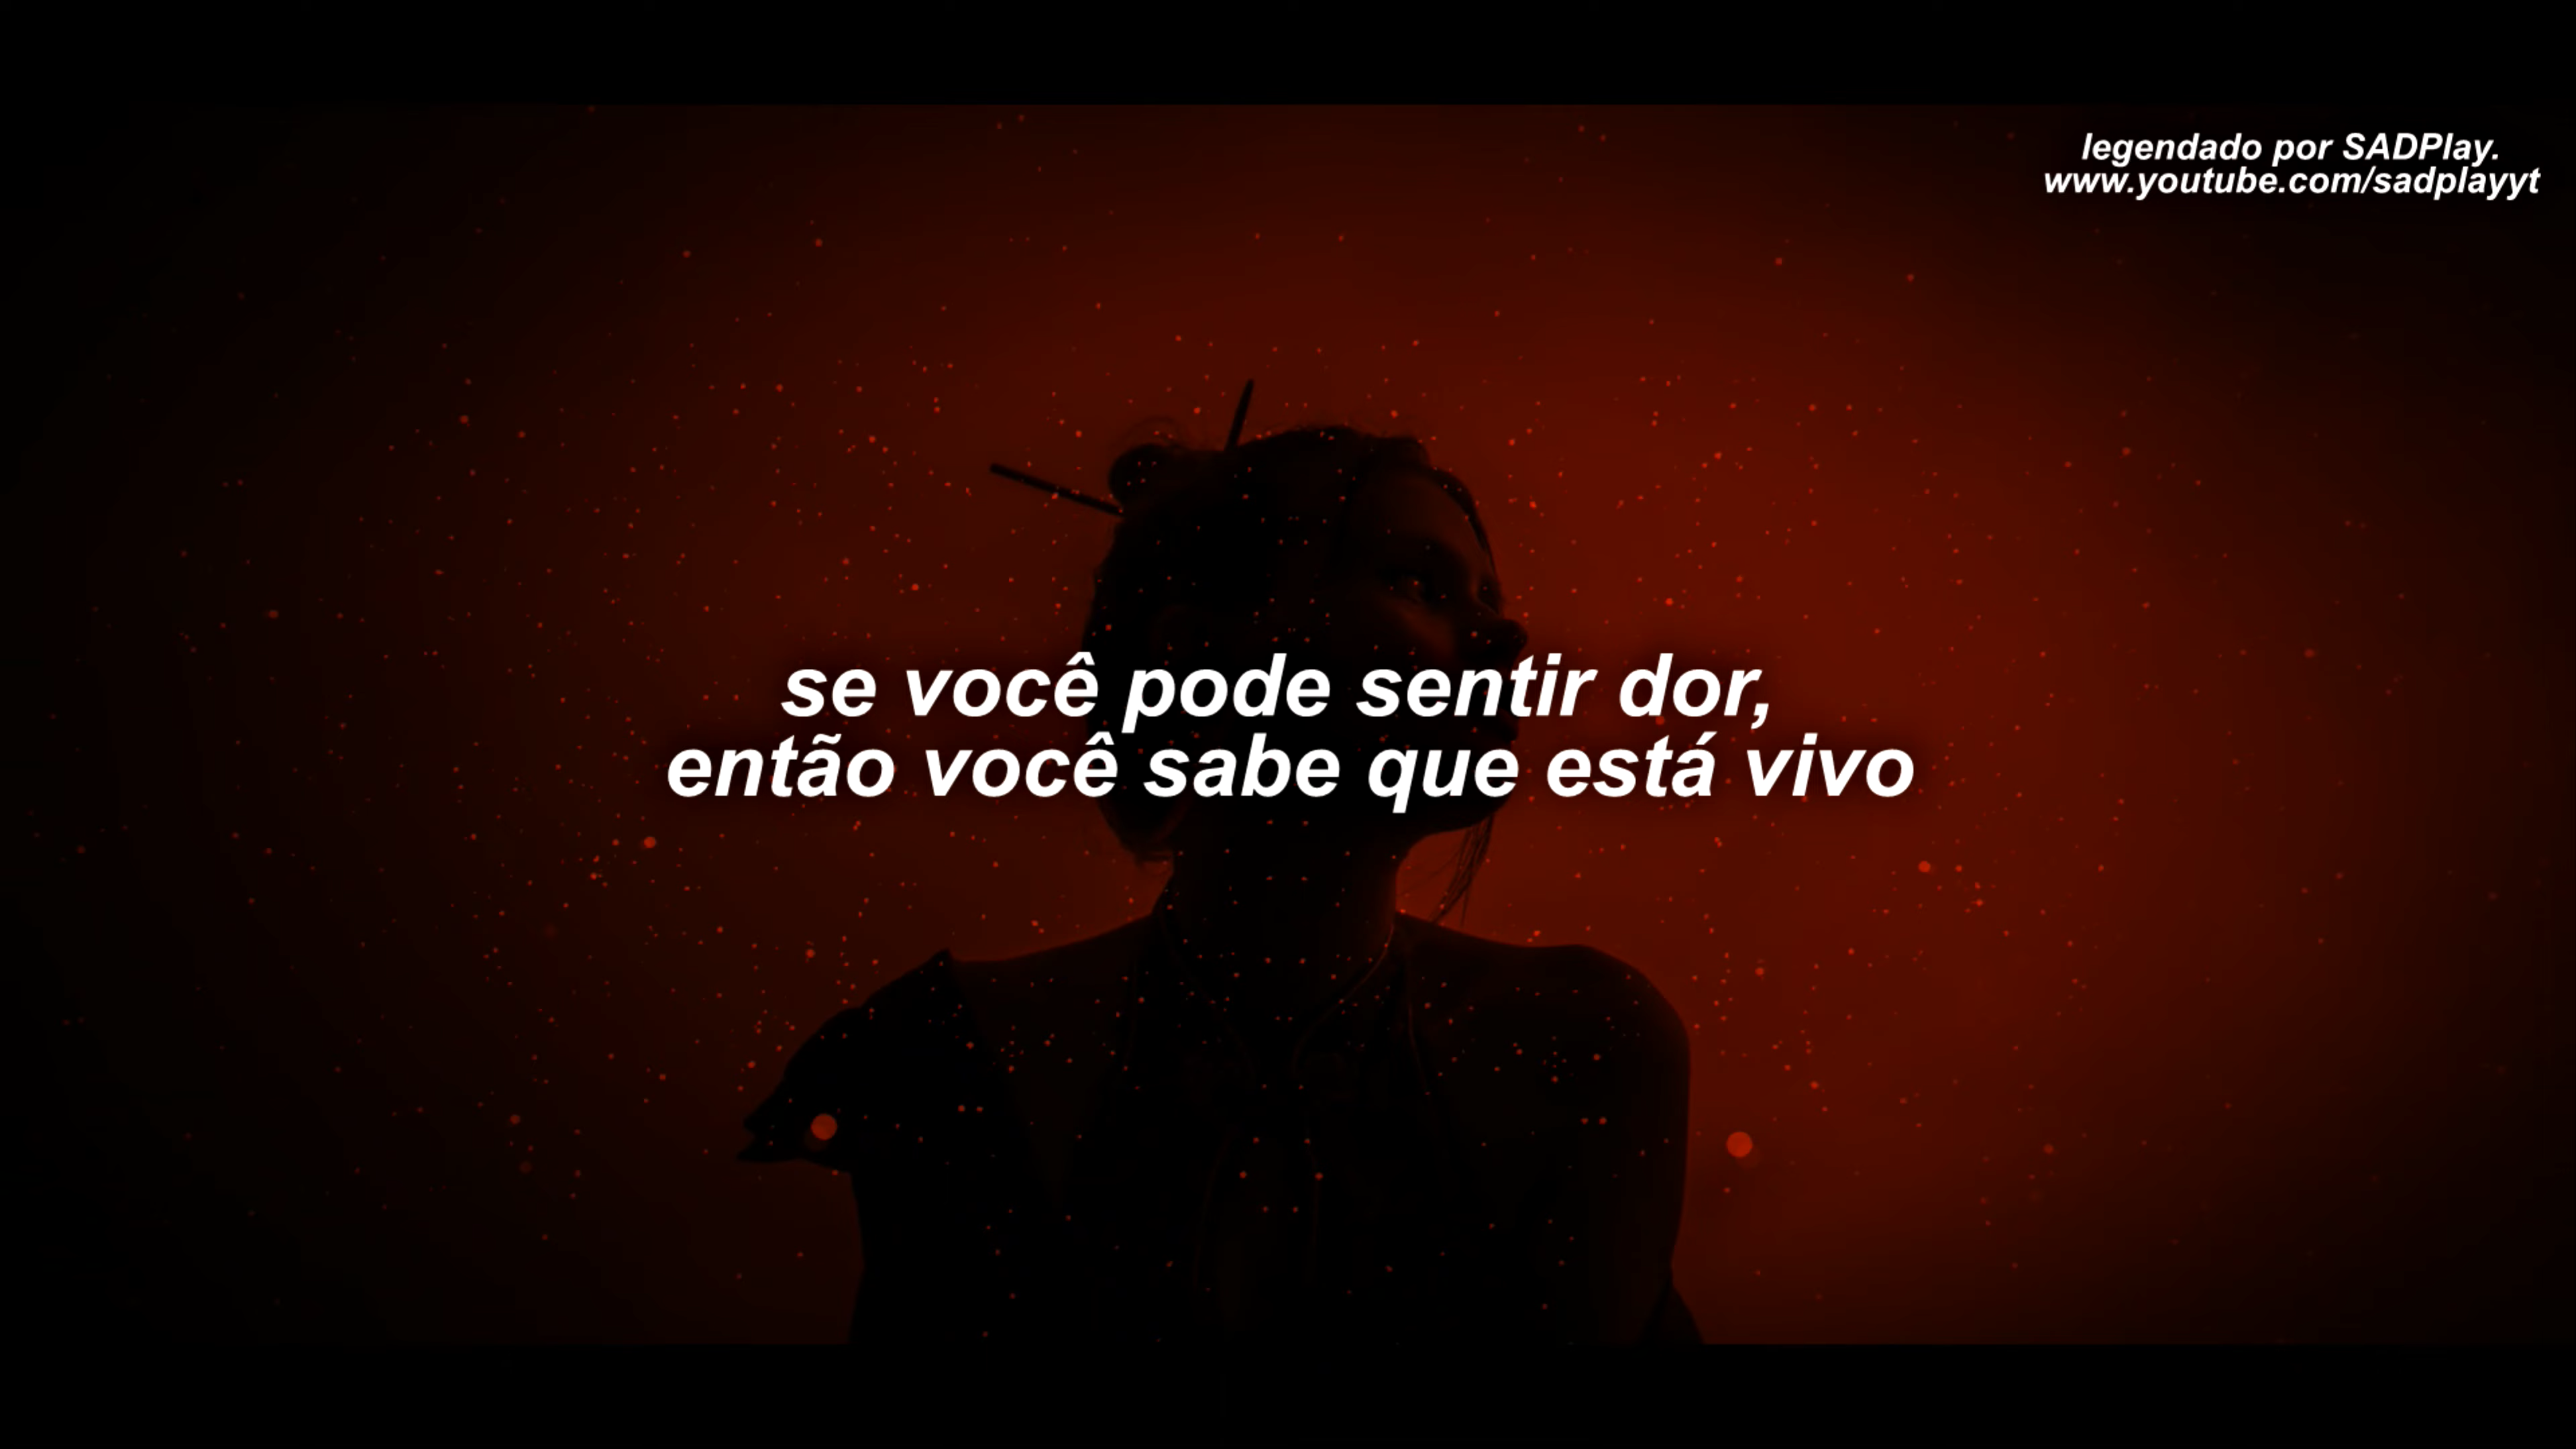 legendado por SADPlay.
www.youtube.com/sadplayyt
se você pode sentir dor,
então você sabe que está vivo